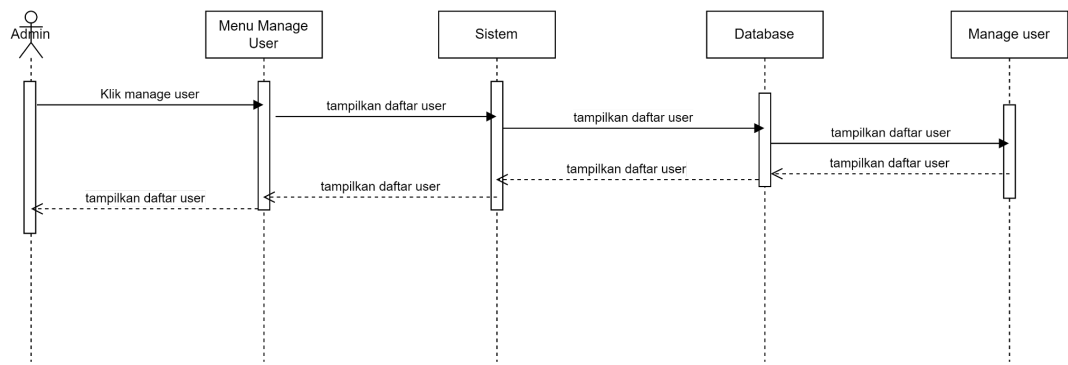 Admin
Menu Manage
User
Sistem
Database
Manage user
Klik manage user
tampilkan daftar user
tampilkan daftar user
tampilkan daftar user
tampilkan daftar user
tampilkan daftar user
tampilkan daftar user
tampilkan daftar user